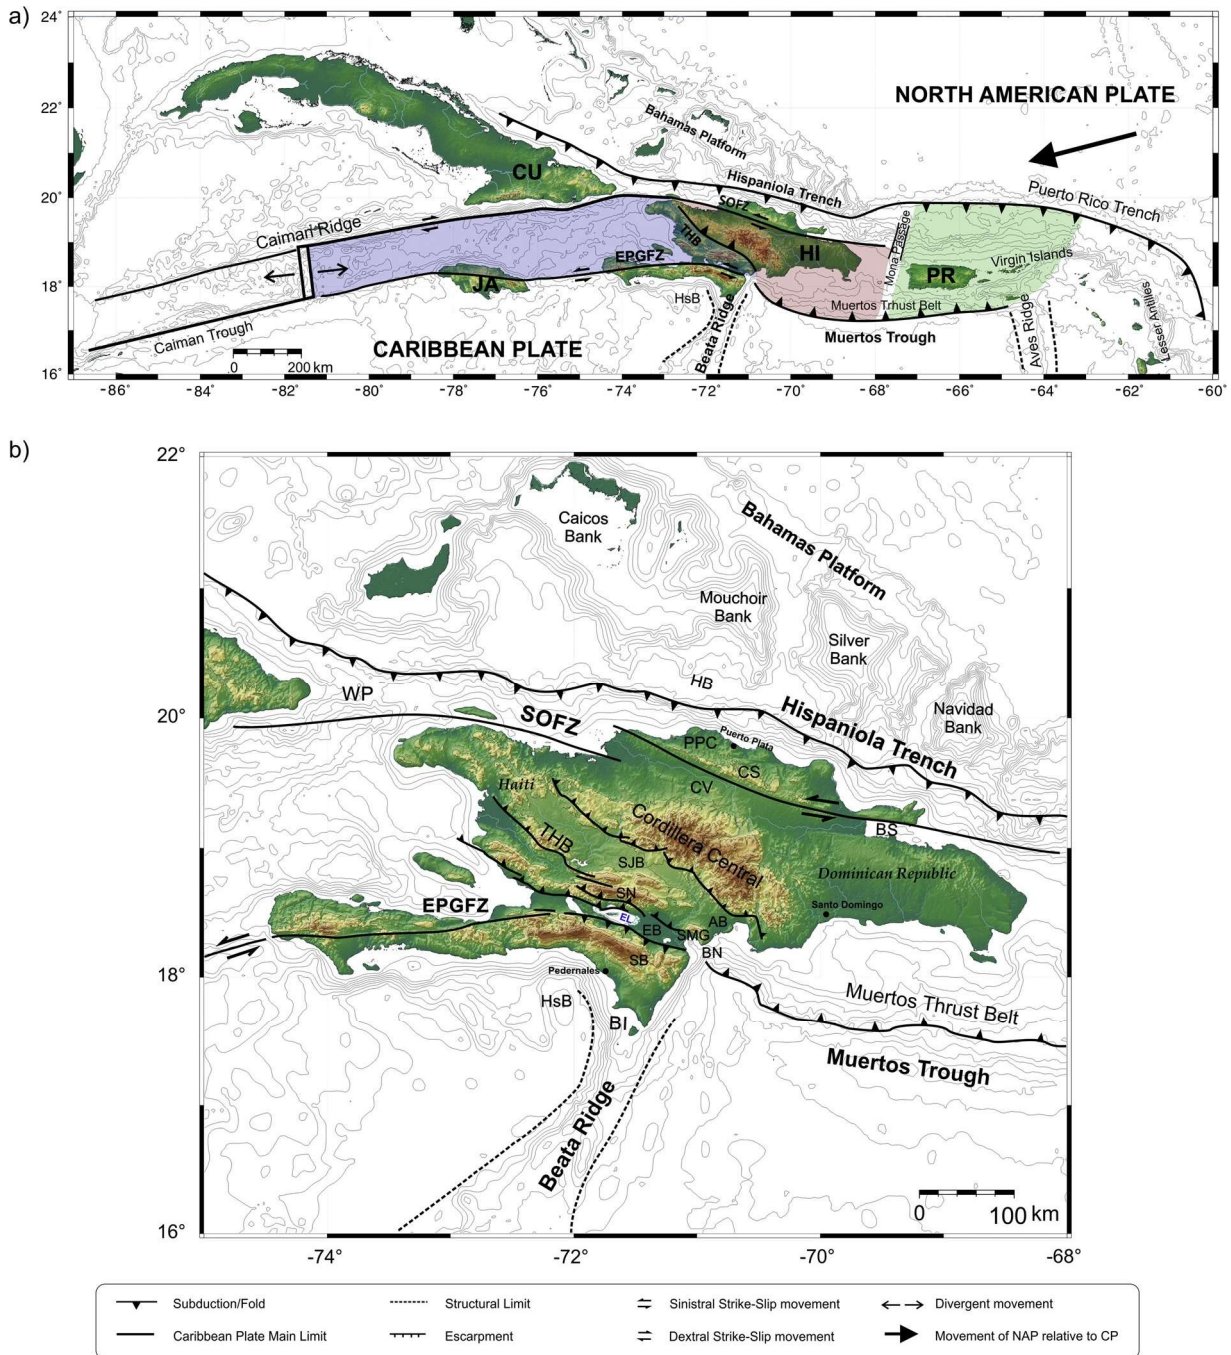 a)
24°
22°
20°
18°
16°
NORTH AMERICAN PLATE
Bahamas Platform
CU
Hispaniola Trench
Puerto Rico Trench
SOFZ
Caiman Ridge
THB
EPGFZ
HI
Mona Passage
Virgin Islands
PR
JA
HsB
Muertos Trhust Belt
Muertos Trough
Beata Ridge
Aves Ridge
Lesser Antilles
Caiman Trough
CARIBBEAN PLATE
0 200 km
-86° -84° -82° -80° -78° -76° -74° -72° -70° -68° -66° -64° -62° -60°
b)
22°
20°
18°
16°
Caicos
Bank
Bahamas Platform
Mouchoir
Bank
Silver
Bank
Navidad
Bank
HB
WP
SOFZ
Hispaniola Trench
PPC
Puerto Plata
CS
CV
Haiti
THB
Cordillera Central
BS
SJB
Dominican Republic
SN
Santo Domingo
EPGFZ
EL
AB
EB
SMG
BN
SB
Pedernales
HsB
BI
Muertos Thrust Belt
Muertos Trough
Beata Ridge
0 100 km
-74° -72° -70° -68°
Subduction/Fold
Structural Limit
Sinistral Strike-Slip movement
Divergent movement
Caribbean Plate Main Limit
Escarpment
Dextral Strike-Slip movement
Movement of NAP relative to CP